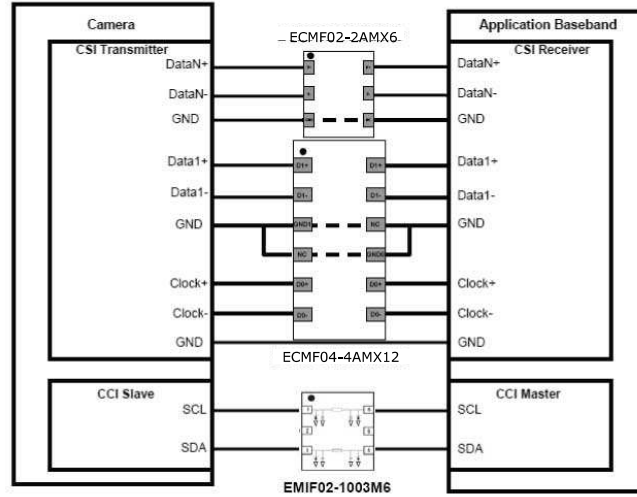 Camera
Application Baseband
CSI Transmitter
ECMF02-2AMX6
CSI Receiver
DataN+
DataN+
DataN-
DataN-
GND
GND
Data1+
D1+
D1+
Data1+
Data1-
D1-
D1-
Data1-
GND
NC
GND
NC
Clock+
D0+
D0+
Clock+
Clock-
D0-
D0-
Clock-
GND
GND
ECMF04-4AMX12
CCI Slave
CCI Master
SCL
SCL
SDA
SDA
EMIF02-1003M6